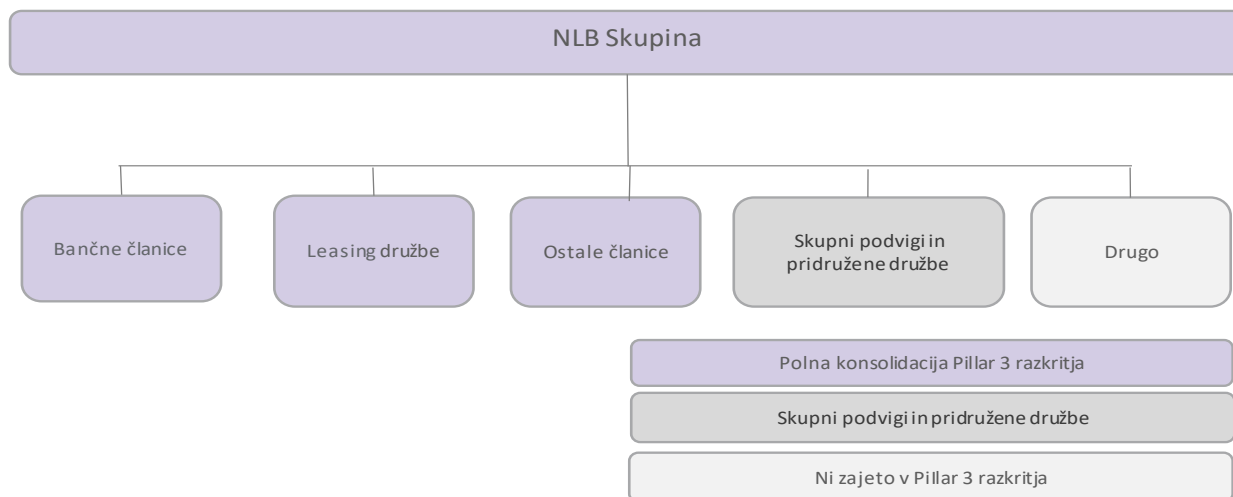 NLB Skupina
Bančne članice
Leasing družbe
Ostale članice
Skupni podvigi in
pridružene družbe
Drugo
Polna konsolidacija Pillar 3 razkritja
Skupni podvigi in pridružene družbe
Ni zajeto v Pillar 3 razkritja